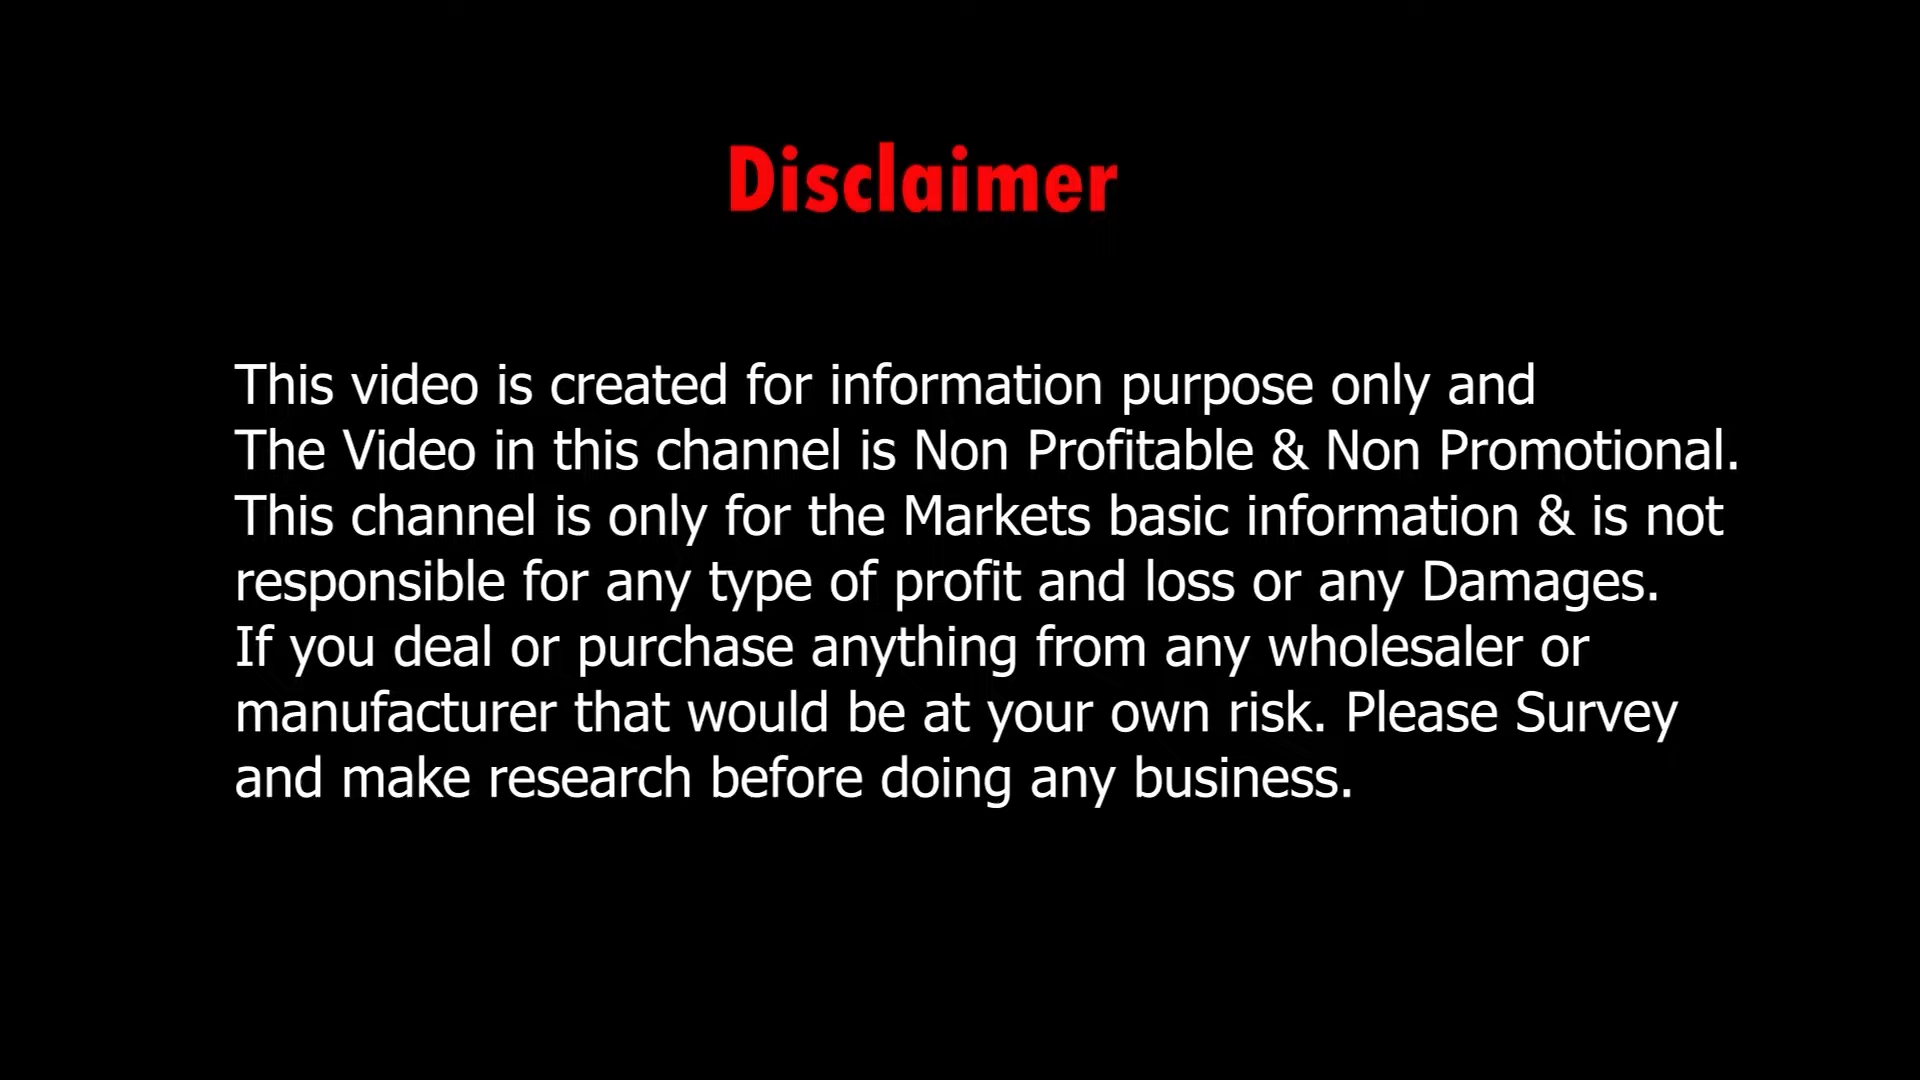 Disclaimer
This video is created for information purpose only and
The Video in this channel is Non Profitable & Non Promotional.
This channel is only for the Markets basic information & is not
responsible for any type of profit and loss or any Damages.
If you deal or purchase anything from any wholesaler or
manufacturer that would be at your own risk. Please Survey
and make research before doing any business.